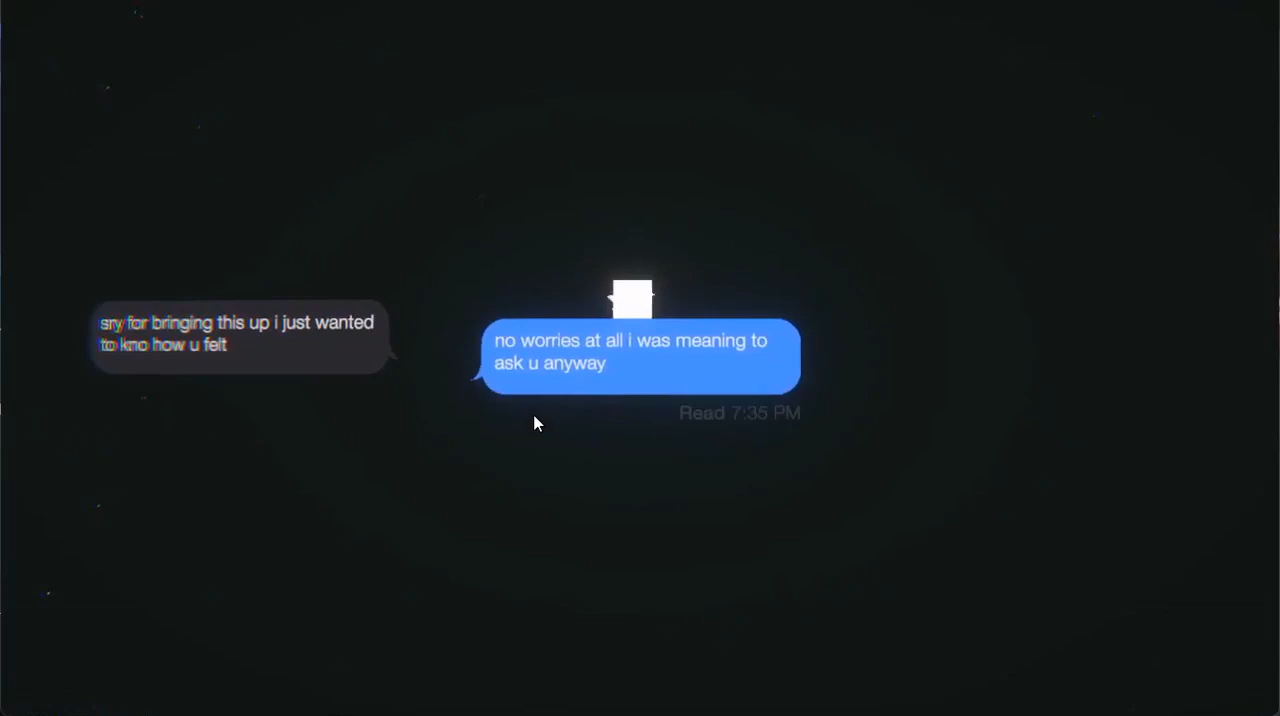 sry for bringing this up i just wanted
to kno how u felt
no worries at all i was meaning to
ask u anyway
Read 7:35 PM